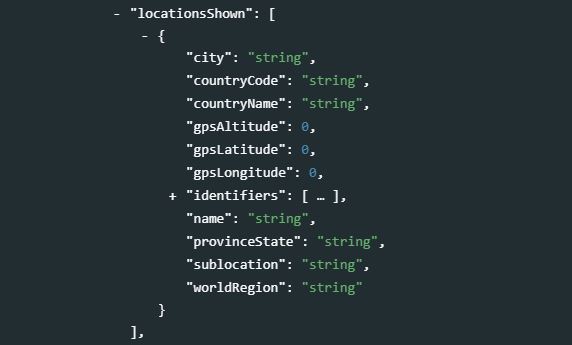 - "locationsShown": [
- {
"city": "string",
"countryCode": "string",
"countryName": "string",
"gpsAltitude": 0,
"gpsLatitude": 0,
"gpsLongitude": 0,
+ "identifiers": [ … ],
"name": "string",
"provinceState": "string",
"sublocation": "string",
"worldRegion": "string"
}
],